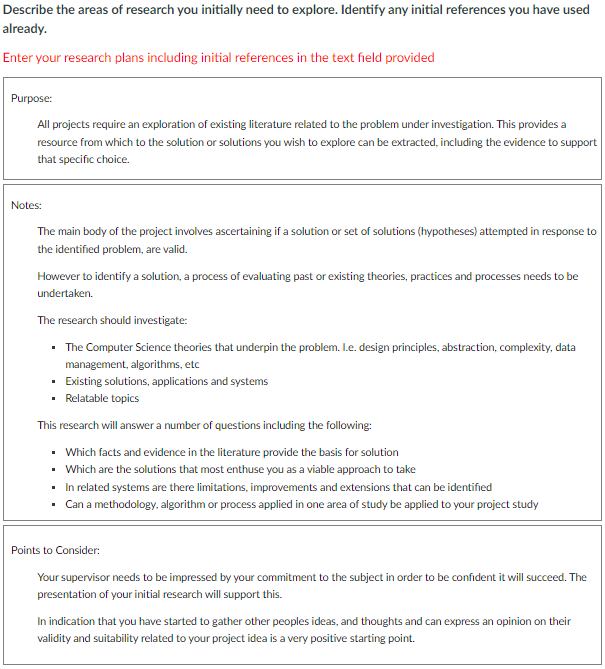 Describe the areas of research you initially need to explore. Identify any initial references you have used
already.
Enter your research plans including initial references in the text field provided
Purpose:
All projects require an exploration of existing literature related to the problem under investigation. This provides a
resource from which to the solution or solutions you wish to explore can be extracted, including the evidence to support
that specific choice.
Notes:
The main body of the project involves ascertaining if a solution or set of solutions (hypotheses) attempted in response to
the identified problem, are valid.
However to identify a solution, a process of evaluating past or existing theories, practices and processes needs to be
undertaken.
The research should investigate:
▪ The Computer Science theories that underpin the problem. I.e. design principles, abstraction, complexity, data
management, algorithms, etc
▪ Existing solutions, applications and systems
▪ Relatable topics
This research will answer a number of questions including the following:
▪ Which facts and evidence in the literature provide the basis for solution
▪ Which are the solutions that most enthuse you as a viable approach to take
▪ In related systems are there limitations, improvements and extensions that can be identified
▪ Can a methodology, algorithm or process applied in one area of study be applied to your project study
Points to Consider:
Your supervisor needs to be impressed by your commitment to the subject in order to be confident it will succeed. The
presentation of your initial research will support this.
In indication that you have started to gather other peoples ideas, and thoughts and can express an opinion on their
validity and suitability related to your project idea is a very positive starting point.